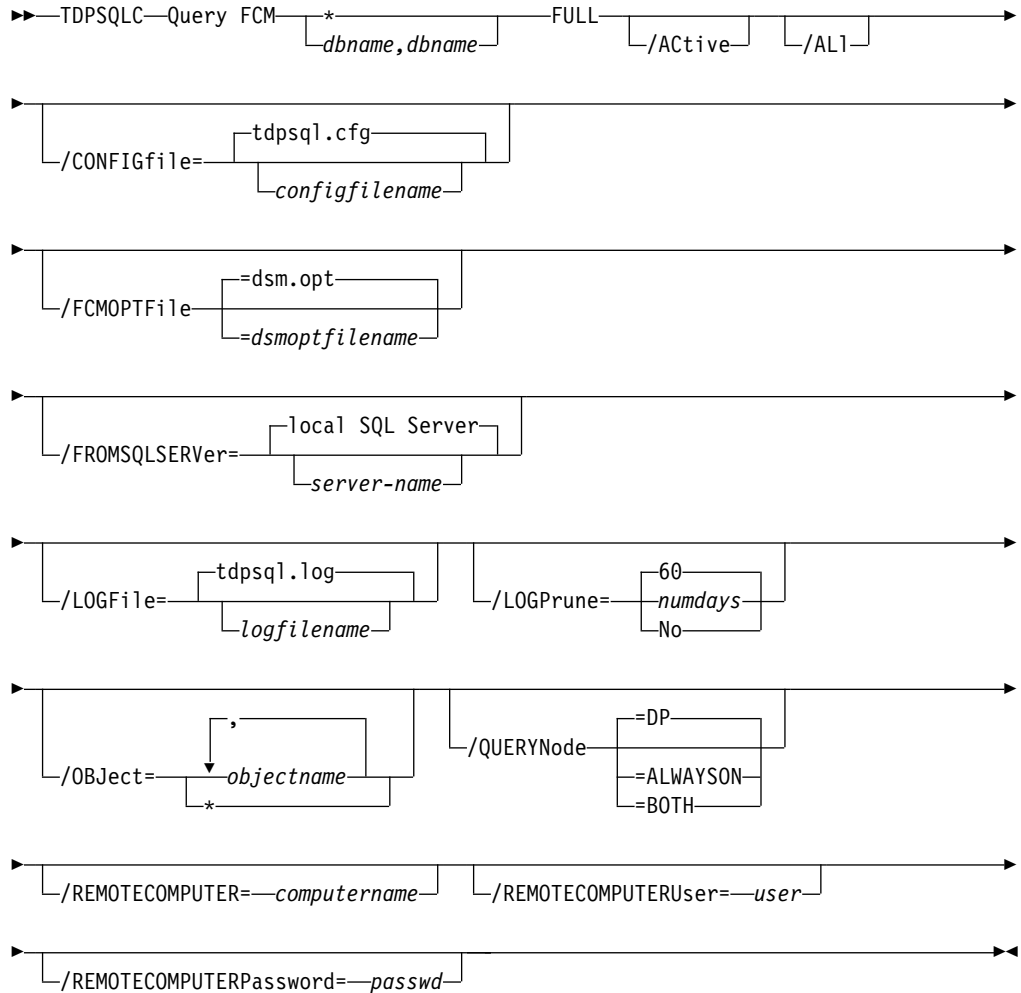 TDPSQLC Query FCM * FULL
dbname,dbname /ACtive /ALl
tdpsql.cfg
/CONFIGfile=
configfilename
=dsm.opt
/FCMOPTFile
=dsmoptfilename
local SQL Server
/FROMSQLSERVer=
server-name
tdpsql.log 60
/LOGFile= /LOGPrune= numdays
logfilename No
, =DP
/QUERYNode
/OBJect= objectname =ALWAYSON
* =BOTH
/REMOTECOMPUTER= computername /REMOTECOMPUTERUser= user
/REMOTECOMPUTERPassword= passwd